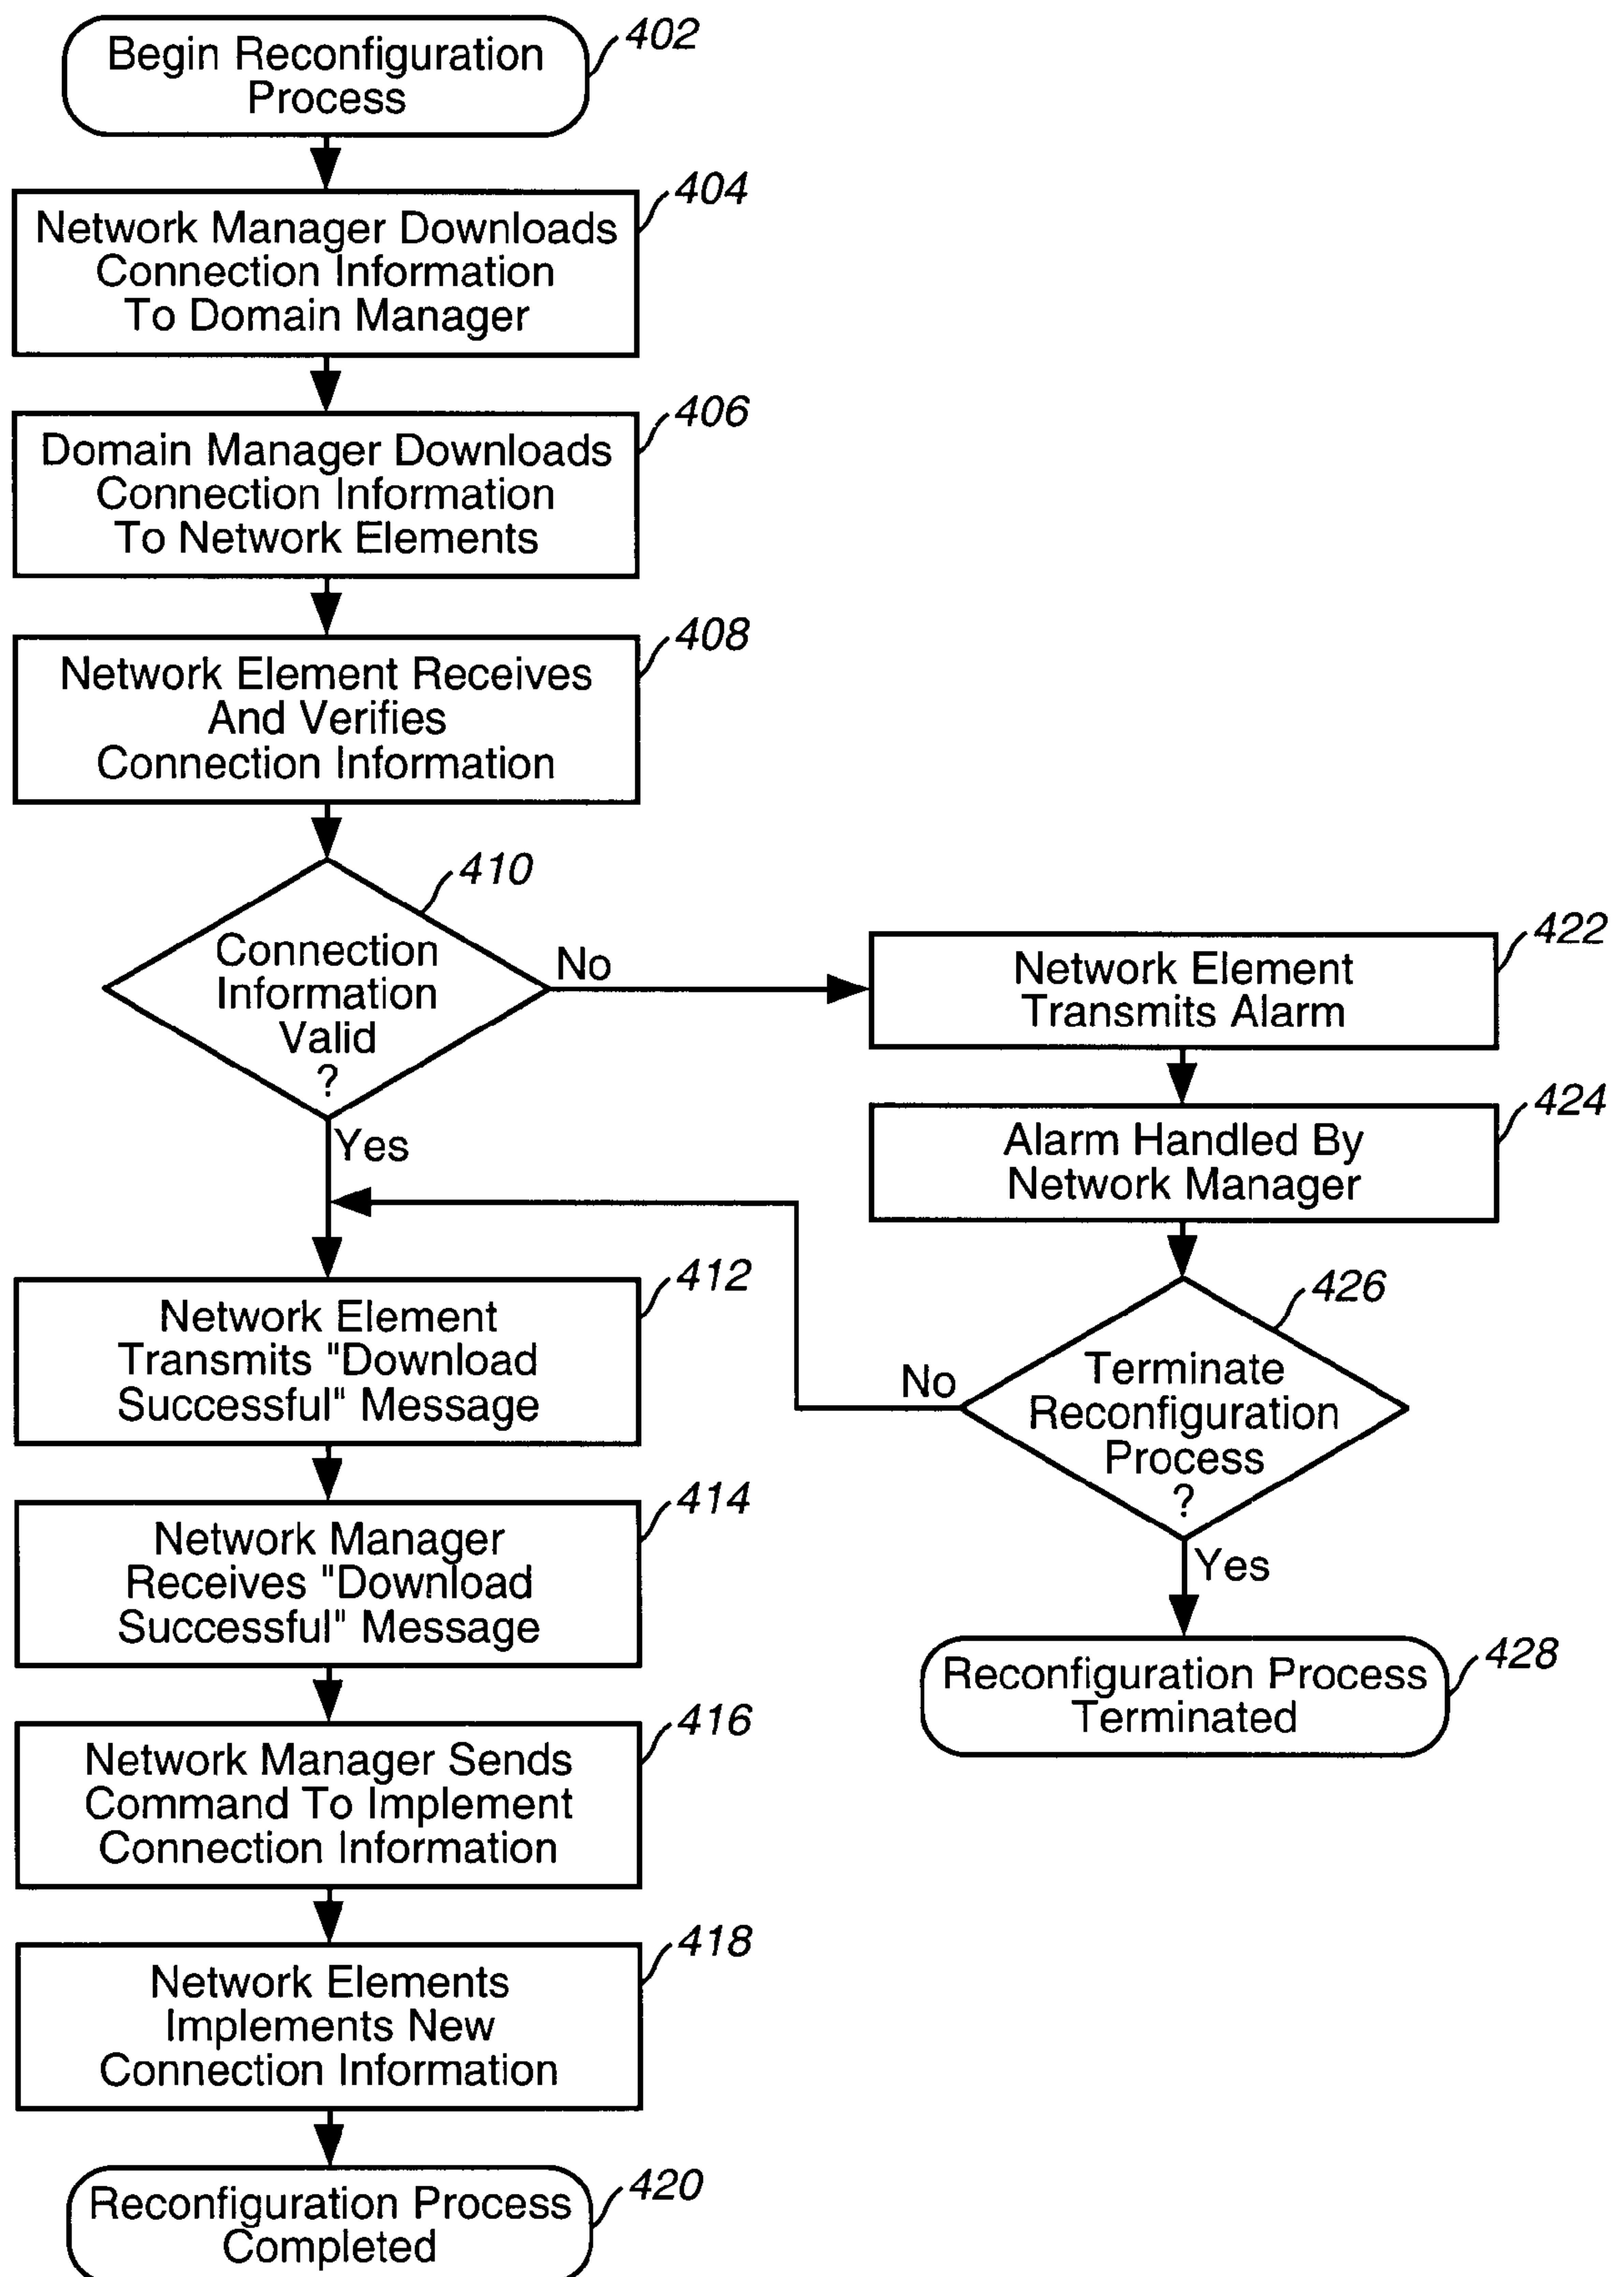 Begin Reconfiguration
Process
402
Network Manager Downloads
Connection Information
To Domain Manager
404
Domain Manager Downloads
Connection Information
To Network Elements
406
Network Element Receives
And Verifies
Connection Information
408
Connection
Information
Valid
?
410
No
Yes
Network Element
Transmits Alarm
422
Alarm Handled By
Network Manager
424
Terminate
Reconfiguration
Process
?
426
No
Yes
Reconfiguration Process
Terminated
428
Network Element
Transmits "Download
Successful" Message
412
Network Manager
Receives "Download
Successful" Message
414
Network Manager Sends
Command To Implement
Connection Information
416
Network Elements
Implements New
Connection Information
418
Reconfiguration Process
Completed
420